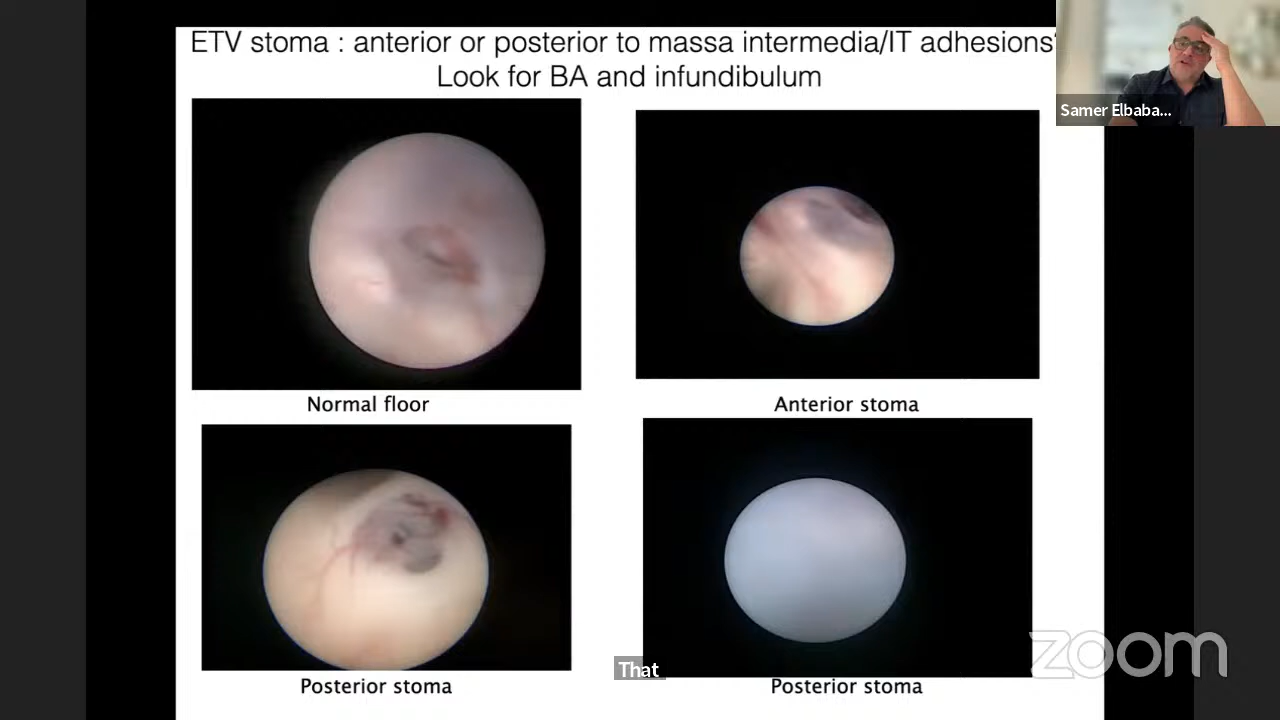 ETV stoma : anterior or posterior to massa intermedia/IT adhesions?
Look for BA and infundibulum
Samer Elbaba...
Normal floor
Anterior stoma
Posterior stoma
That
Posterior stoma
zoom